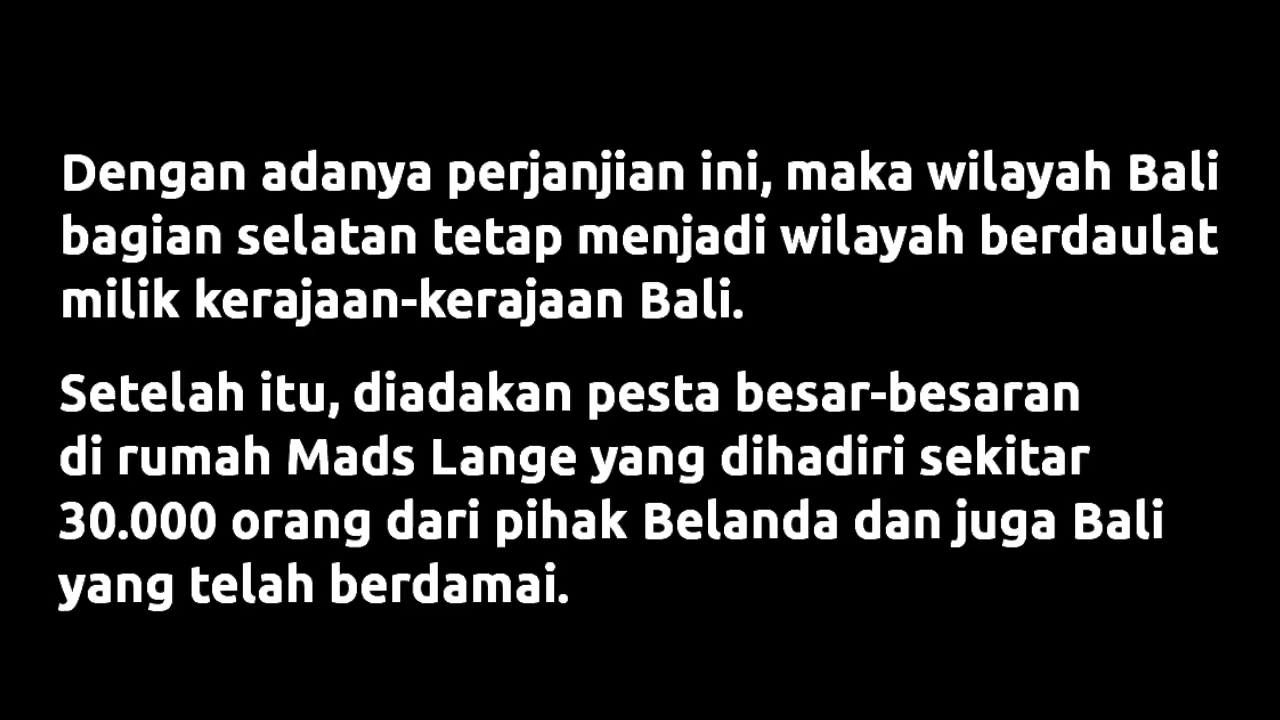 Dengan adanya perjanjian ini, maka wilayah Bali
bagian selatan tetap menjadi wilayah berdaulat
milik kerajaan-kerajaan Bali.
Setelah itu, diadakan pesta besar-besaran
di rumah Mads Lange yang dihadiri sekitar
30.000 orang dari pihak Belanda dan juga Bali
yang telah berdamai.